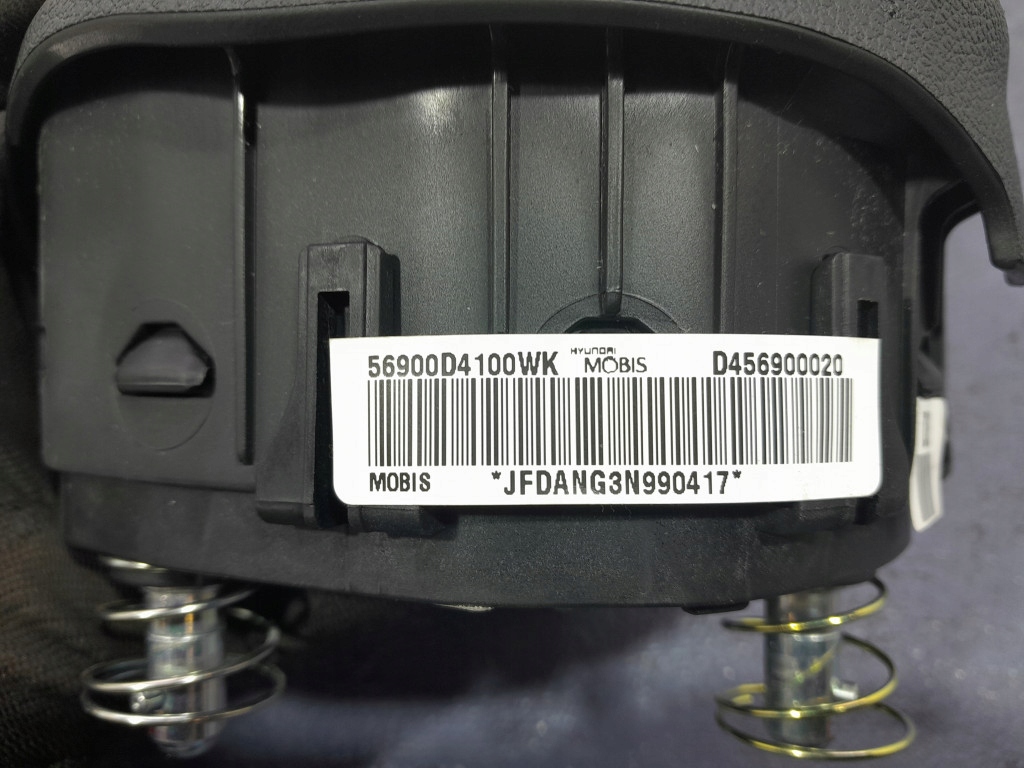 56900D4100WK HYUNDAI MOBIS D456900020
MOBIS *JFDANG3N990417*